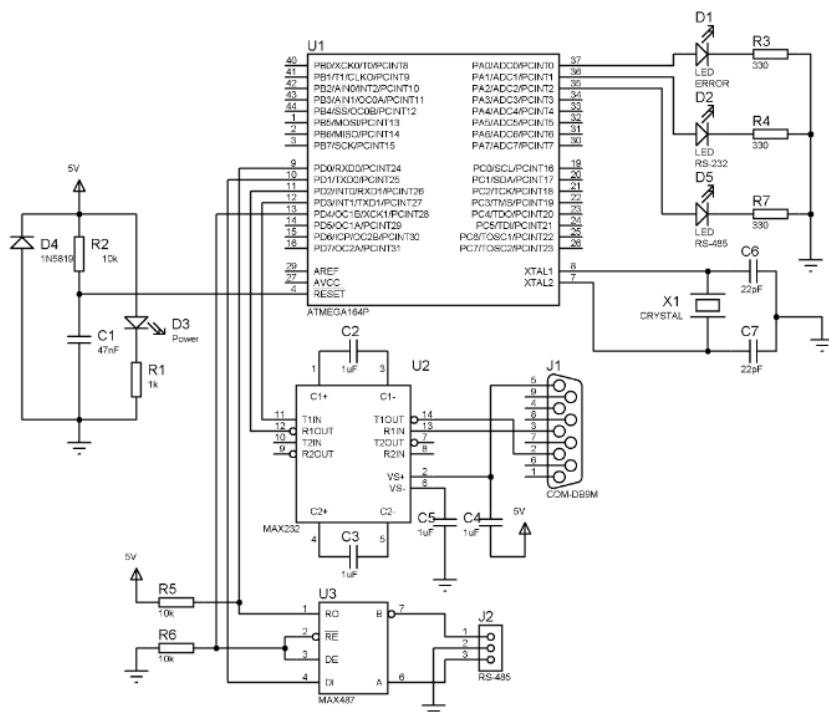 U1
40 PB0/XCK0/T0/PCINT8 PA0/ADC0/PCINT0 37
41 PB1/T1/CLKO/PCINT9 PA1/ADC1/PCINT1 36
42 PB2/AIN0/INT2/PCINT10 PA2/ADC2/PCINT2 35
43 PB3/AIN1/OC0A/PCINT11 PA3/ADC3/PCINT3 34
44 PB4/SS/OC0B/PCINT12 PA4/ADC4/PCINT4 33
1 PB5/MOSI/PCINT13 PA5/ADC5/PCINT5 32
2 PB6/MISO/PCINT14 PA6/ADC6/PCINT6 31
3 PB7/SCK/PCINT15 PA7/ADC7/PCINT7 30
9 PD0/RXD0/PCINT24 PC0/SCL/PCINT16 19
10 PD1/TXD0/PCINT25 PC1/SDA/PCINT17 20
11 PD2/INT0/RXD1/PCINT26 PC2/TCK/PCINT18 21
12 PD3/INT1/TXD1/PCINT27 PC3/TMS/PCINT19 22
13 PD4/OC1B/XCK1/PCINT28 PC4/TDO/PCINT20 23
14 PD5/OC1A/PCINT29 PC5/TDI/PCINT21 24
15 PD6/ICP/OC2B/PCINT30 PC6/TOSC1/PCINT22 25
16 PD7/OC2A/PCINT31 PC7/TOSC2/PCINT23 26
29 AREF XTAL1 8
27 AVCC XTAL2 7
4 RESET
ATMEGA164P
D1
LED
ERROR
R3
330
D2
LED
RS-232
R4
330
D5
LED
RS-485
R7
330
5V
D4
1N5819
R2
10k
C1
47nF
D3
Power
R1
1k
X1
CRYSTAL
C6
22pF
C7
22pF
C2
1uF
1 3
U2
C1+ C1-
11 T1IN T1OUT 14
12 R1OUT R1IN 13
10 T2IN T2OUT 7
9 R2OUT R2IN 8
VS+ 2
VS- 6
C2+ C2-
MAX232
4 5
C3
1uF
C5
1uF
C4
1uF
5V
J1
5
9
4
8
3
7
2
6
1
COM-DB9M
5V
R5
10k
R6
10k
U3
1 RO B 7
2 RE
3 DE
4 DI A 6
MAX487
J2
1
2
3
RS-485